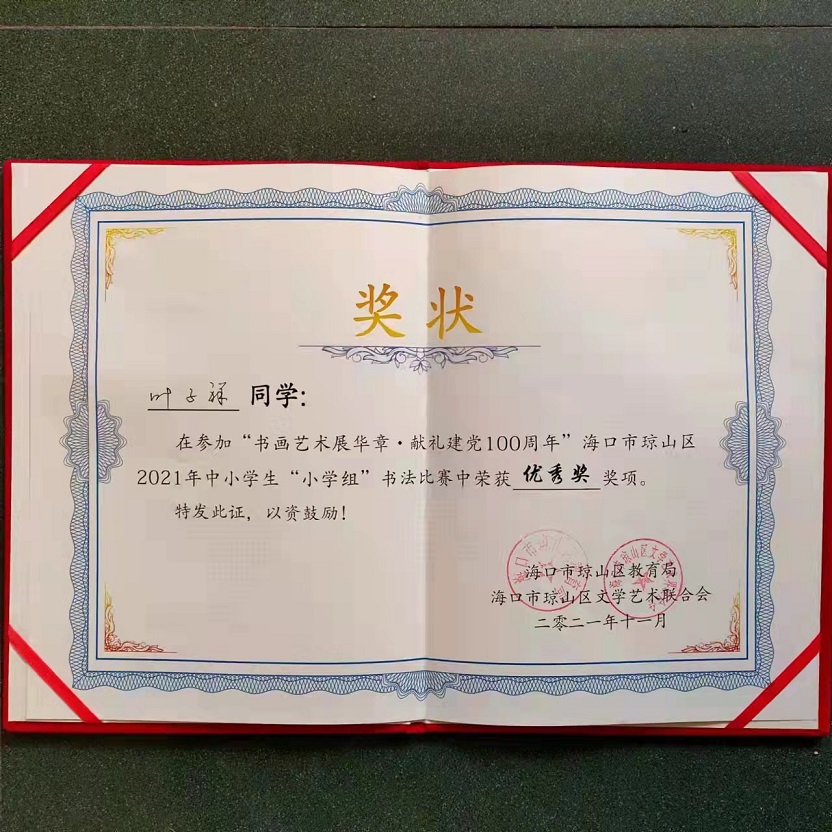 奖状
叶子祥 同学：
在参加“书画艺术展华章·献礼建党100周年”海口市琼山区
2021年中小学生“小学组”书法比赛中荣获 优秀奖 奖项。
特发此证，以资鼓励！
海口市琼山区教育局
海口市琼山区文学艺术联合会
二零二一年十一月